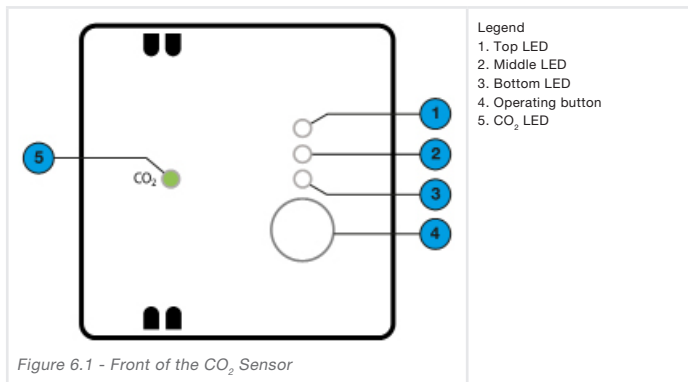 1
2
3
4
5
CO₂
Figure 6.1 - Front of the CO₂ Sensor
Legend
1. Top LED
2. Middle LED
3. Bottom LED
4. Operating button
5. CO₂ LED